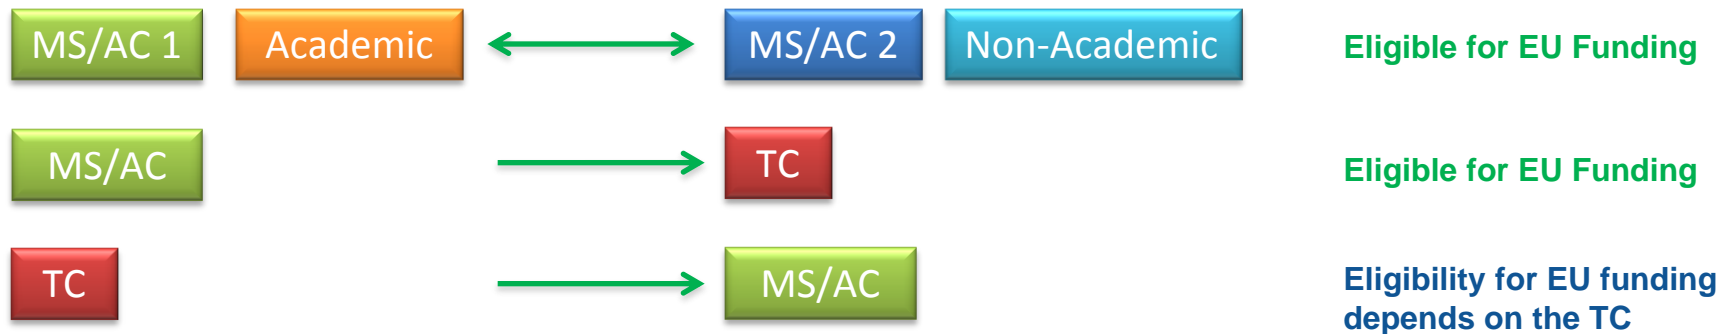 MS/AC 1 Academic MS/AC 2 Non-Academic Eligible for EU Funding
MS/AC TC Eligible for EU Funding
TC MS/AC Eligibility for EU funding
depends on the TC